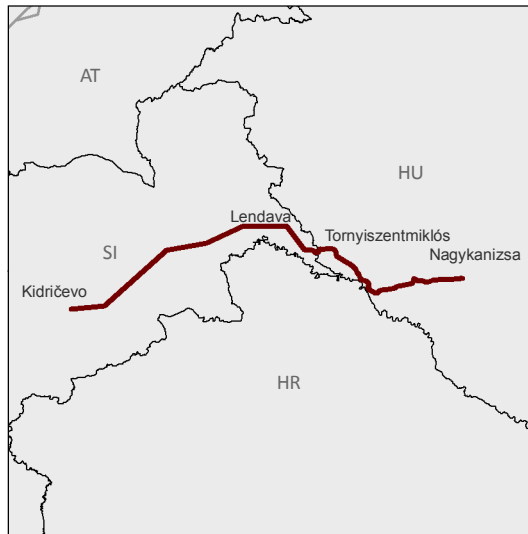 AT
HU
Lendava
Tornyiszentmiklós
SI
Nagykanizsa
Kidričevo
HR